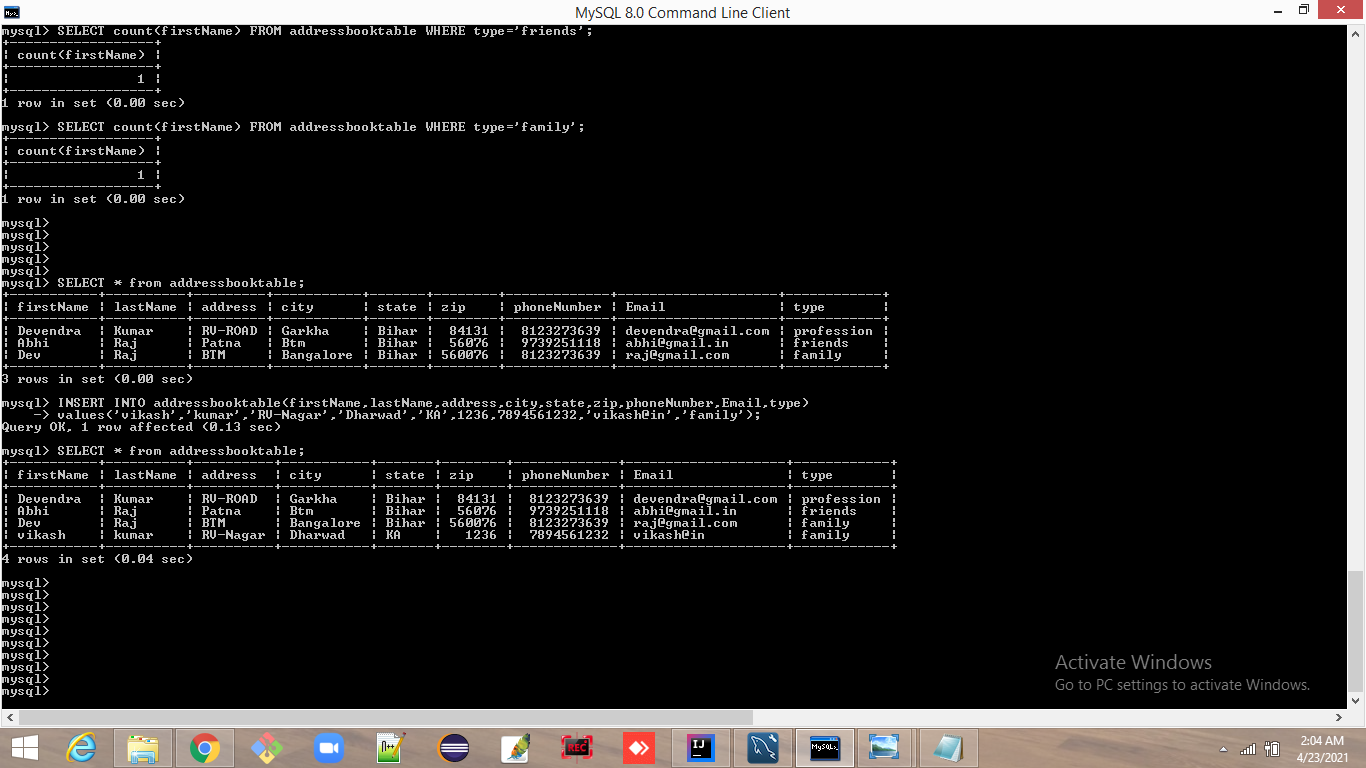 MySQL 8.0 Command Line Client
mysql> SELECT count(firstName) FROM addressbooktable WHERE type='friends';
+------------------+
| count(firstName) |
+------------------+
|                1 |
+------------------+
1 row in set (0.00 sec)
mysql> SELECT count(firstName) FROM addressbooktable WHERE type='family';
+------------------+
| count(firstName) |
+------------------+
|                1 |
+------------------+
1 row in set (0.00 sec)
mysql>
mysql>
mysql>
mysql>
mysql>
mysql> SELECT * from addressbooktable;
+-----------+----------+---------+-----------+-------+--------+-------------+--------------------+------------+
| firstName | lastName | address | city      | state | zip    | phoneNumber | Email              | type       |
+-----------+----------+---------+-----------+-------+--------+-------------+--------------------+------------+
| Devendra  | Kumar    | RV-ROAD | Garkha    | Bihar |  84131 |  8123273639 | devendra@gmail.com | profession |
| Abhi      | Raj      | Patna   | Btm       | Bihar |  56076 |  9739251118 | abhi@gmail.in      | friends    |
| Dev       | Raj      | BTM     | Bangalore | Bihar | 560076 |  8123273639 | raj@gmail.com      | family     |
+-----------+----------+---------+-----------+-------+--------+-------------+--------------------+------------+
3 rows in set (0.00 sec)
mysql> INSERT INTO addressbooktable(firstName,lastName,address,city,state,zip,phoneNumber,Email,type)
    -> values('vikash','kumar','RV-Nagar','Dharwad','KA',1236,7894561232,'vikash@in','family');
Query OK, 1 row affected (0.13 sec)
mysql> SELECT * from addressbooktable;
+-----------+----------+----------+-----------+-------+--------+-------------+--------------------+------------+
| firstName | lastName | address  | city      | state | zip    | phoneNumber | Email              | type       |
+-----------+----------+----------+-----------+-------+--------+-------------+--------------------+------------+
| Devendra  | Kumar    | RV-ROAD  | Garkha    | Bihar |  84131 |  8123273639 | devendra@gmail.com | profession |
| Abhi      | Raj      | Patna    | Btm       | Bihar |  56076 |  9739251118 | abhi@gmail.in      | friends    |
| Dev       | Raj      | BTM      | Bangalore | Bihar | 560076 |  8123273639 | raj@gmail.com      | family     |
| vikash    | kumar    | RV-Nagar | Dharwad   | KA    |   1236 |  7894561232 | vikash@in          | family     |
+-----------+----------+----------+-----------+-------+--------+-------------+--------------------+------------+
4 rows in set (0.04 sec)
mysql>
mysql>
mysql>
mysql>
mysql>
mysql>
mysql>
mysql>
mysql>
mysql>
Activate Windows
Go to PC settings to activate Windows.
REC
IJ
MySQL
2:04 AM
4/23/2021